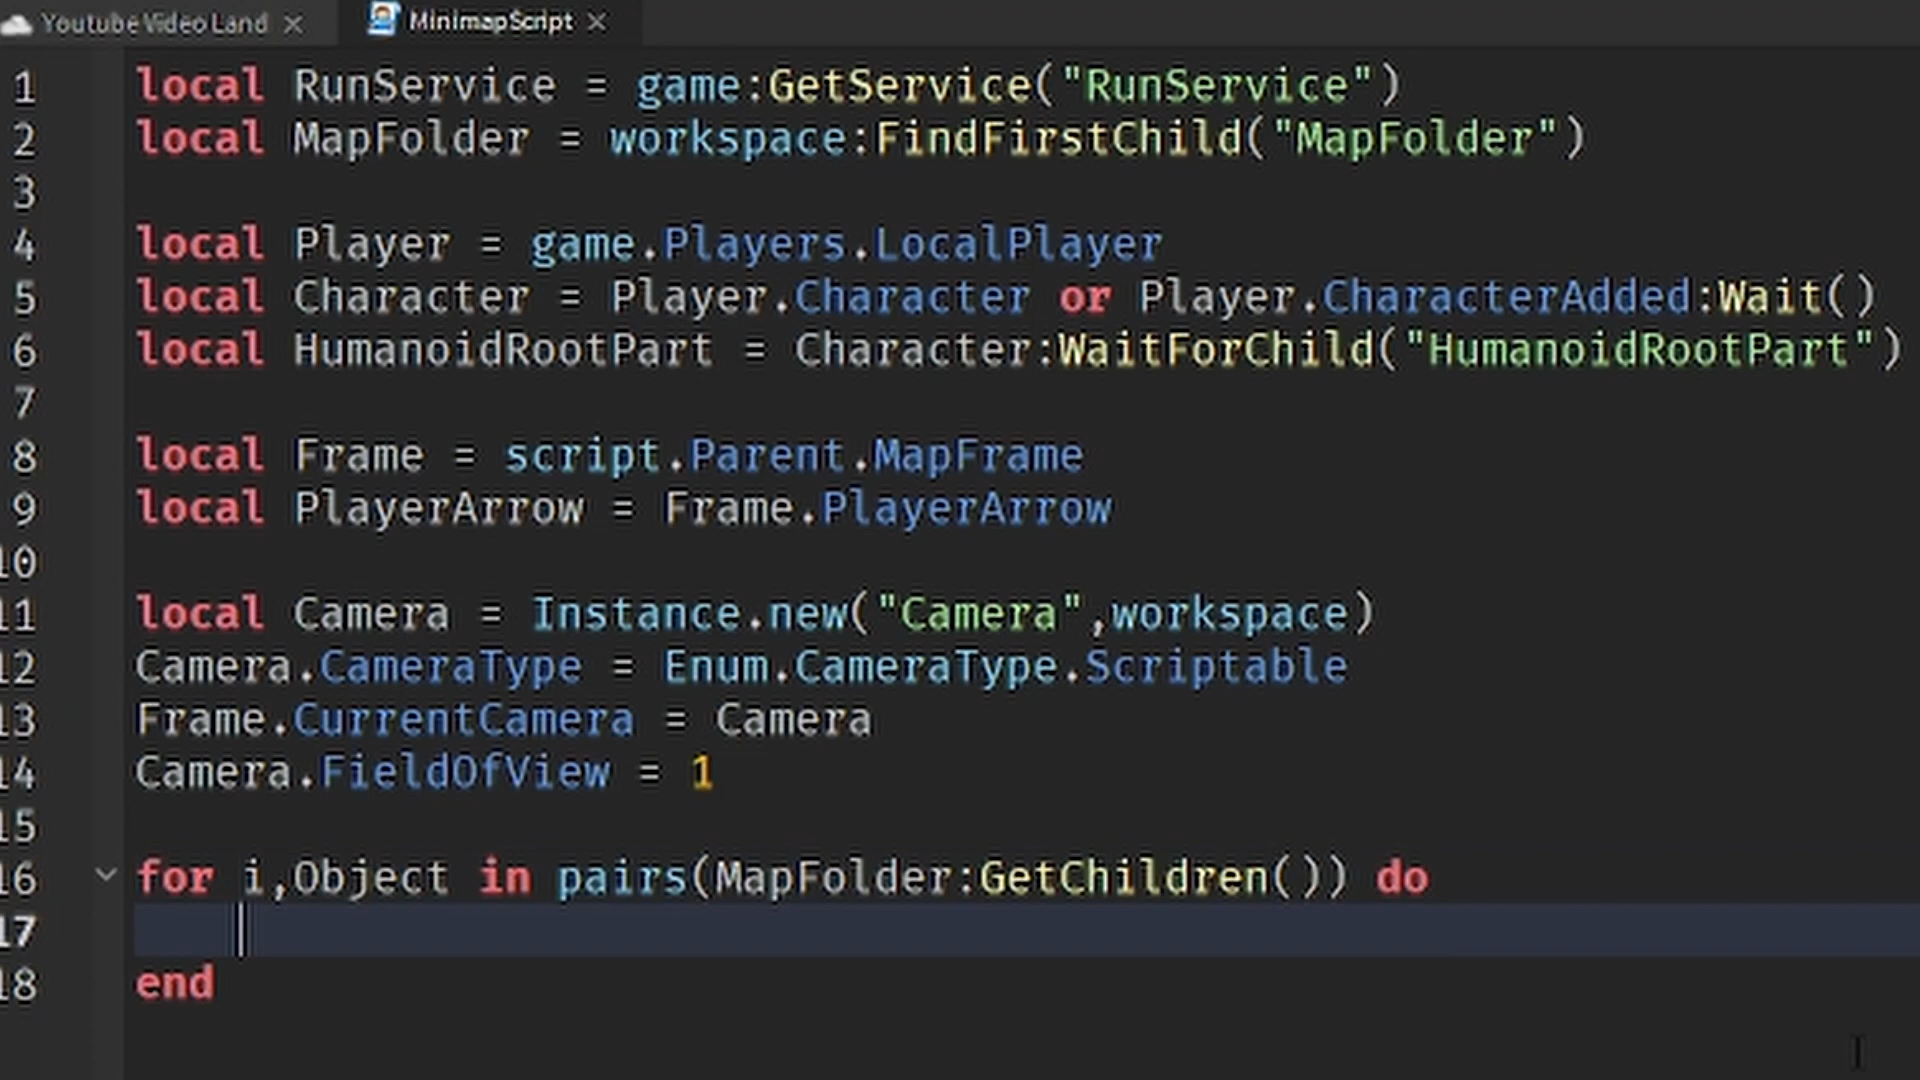 Youtube Video Land × MinimapScript ×
1 local RunService = game:GetService("RunService")
2 local MapFolder = workspace:FindFirstChild("MapFolder")
3
4 local Player = game.Players.LocalPlayer
5 local Character = Player.Character or Player.CharacterAdded:Wait()
6 local HumanoidRootPart = Character:WaitForChild("HumanoidRootPart")
7
8 local Frame = script.Parent.MapFrame
9 local PlayerArrow = Frame.PlayerArrow
10
11 local Camera = Instance.new("Camera",workspace)
12 Camera.CameraType = Enum.CameraType.Scriptable
13 Frame.CurrentCamera = Camera
14 Camera.FieldOfView = 1
15
16 for i,Object in pairs(MapFolder:GetChildren()) do
17
18 end